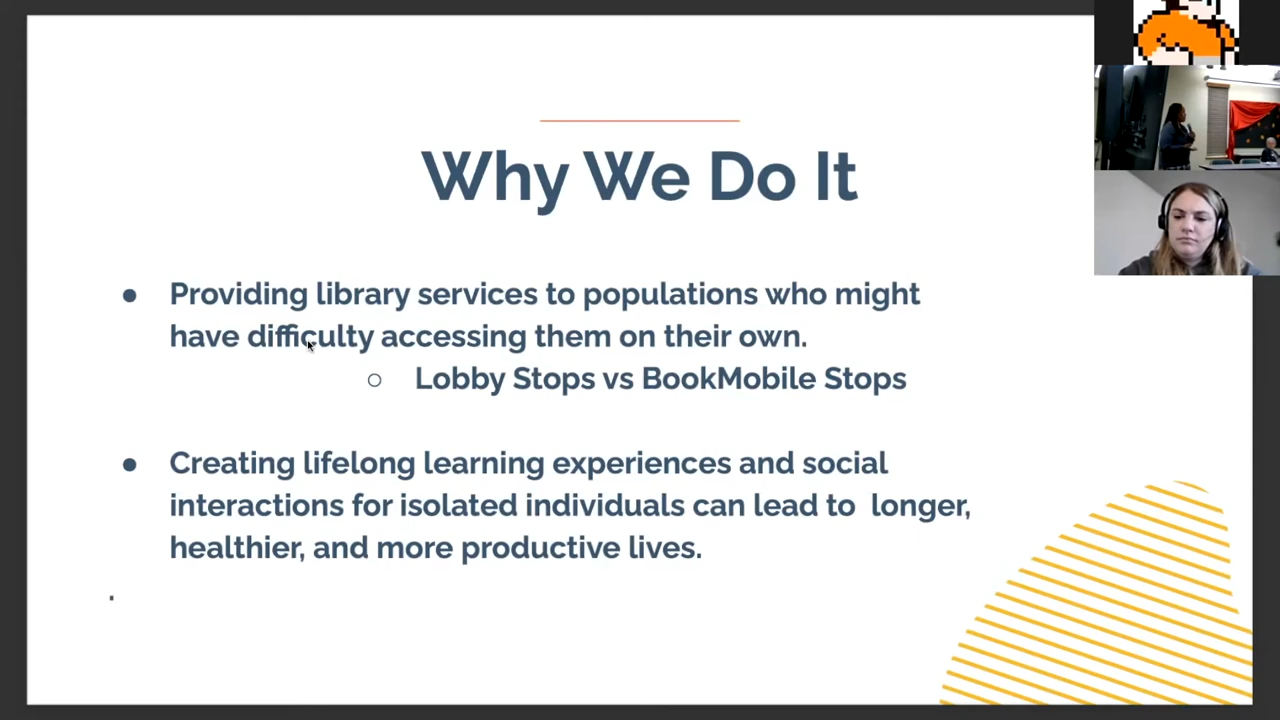 Why We Do It
● Providing library services to populations who might
have difficulty accessing them on their own.
○ Lobby Stops vs BookMobile Stops
● Creating lifelong learning experiences and social
interactions for isolated individuals can lead to longer,
healthier, and more productive lives.
.